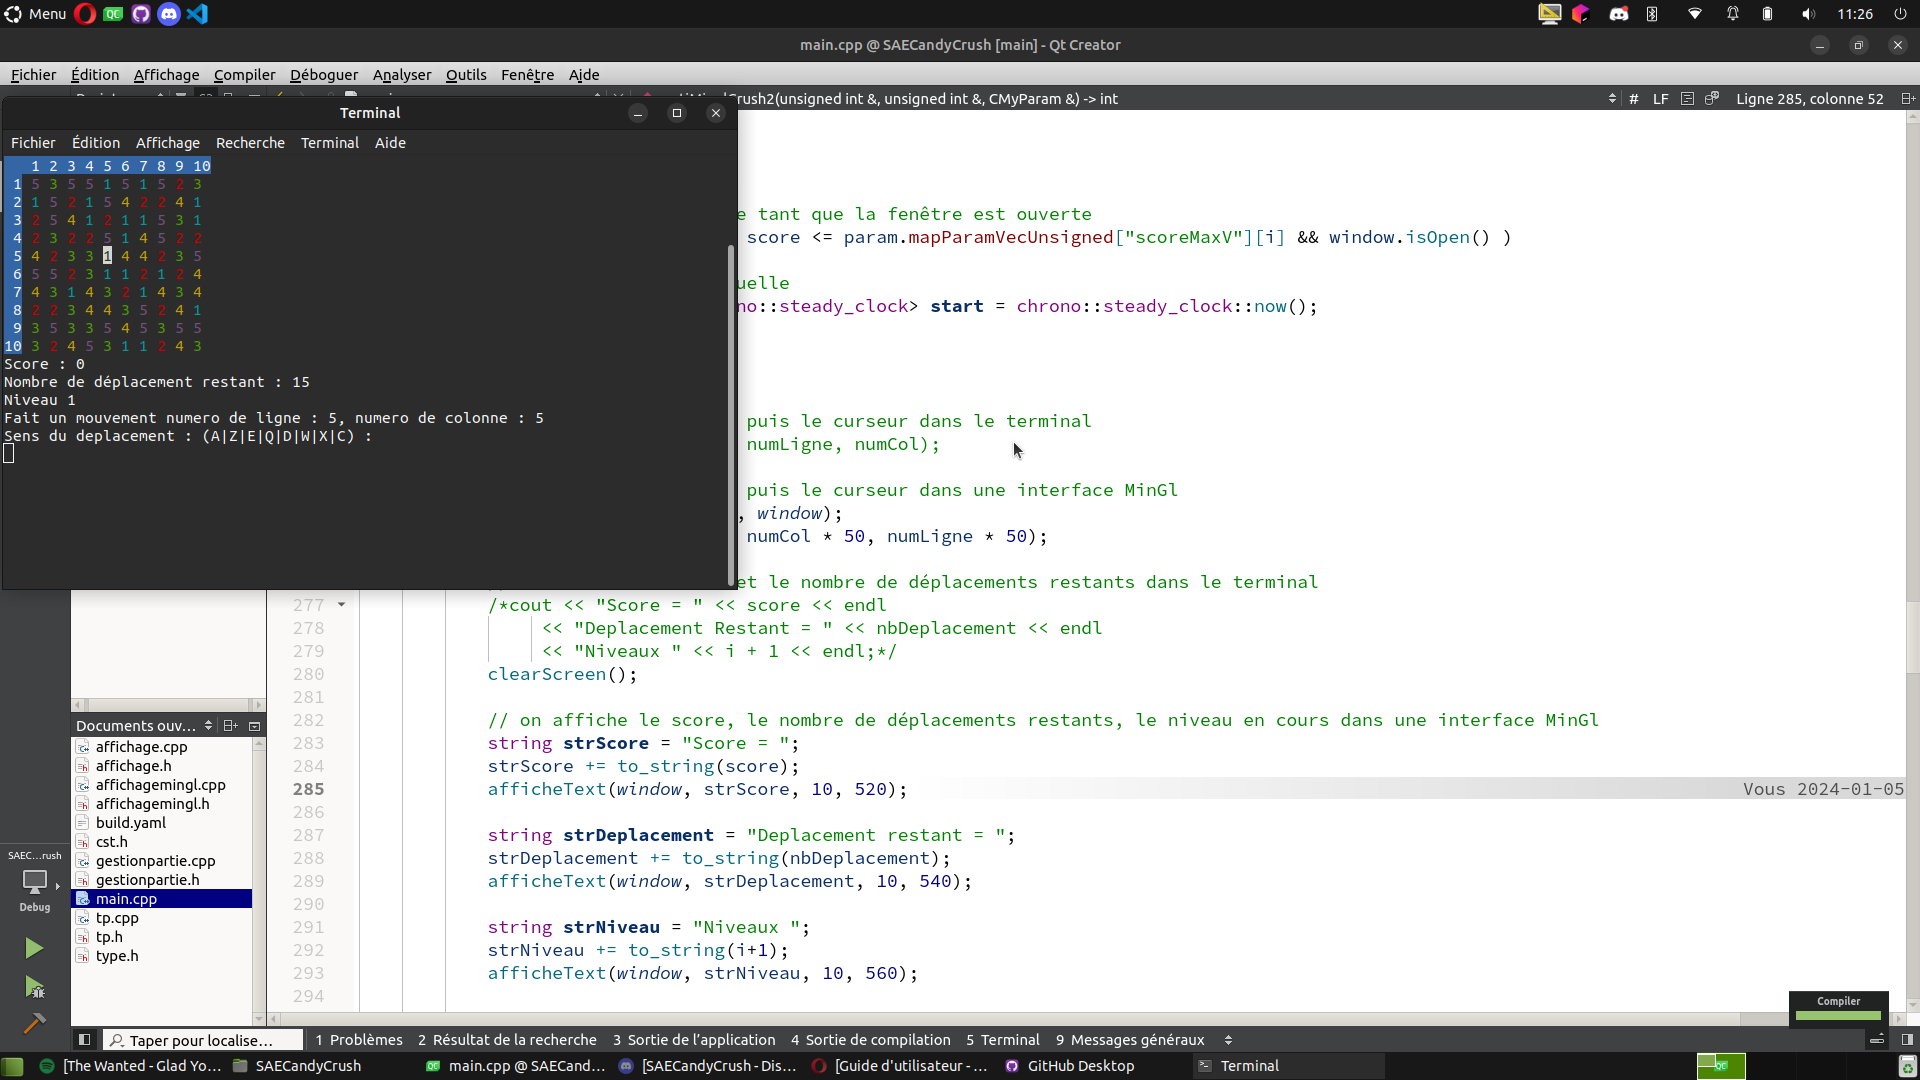 Menu 11:26
main.cpp @ SAECandyCrush [main] - Qt Creator
Fichier Édition Affichage Compiler Déboguer Analyser Outils Fenêtre Aide
Crush2(unsigned int &, unsigned int &, CMyParam &) -> int # LF Ligne 285, colonne 52
Terminal
Fichier Édition Affichage Recherche Terminal Aide
1 2 3 4 5 6 7 8 9 10
1 5 3 5 5 1 5 1 5 2 3
2 1 5 2 1 5 4 2 2 4 1
3 2 5 4 1 2 1 1 5 3 1
4 2 3 2 2 5 1 4 5 2 2
5 4 2 3 3 1 4 4 2 3 5
6 5 5 2 3 1 1 2 1 2 4
7 4 3 1 4 3 2 1 4 3 4
8 2 2 3 4 4 3 5 2 4 1
9 3 5 3 3 5 4 5 3 5 5
10 3 2 4 5 3 1 1 2 4 3
Score : 0
Nombre de déplacement restant : 15
Niveau 1
Fait un mouvement numero de ligne : 5, numero de colonne : 5
Sens du deplacement : (A|Z|E|Q|D|W|X|C) :
e tant que la fenêtre est ouverte
score <= param.mapParamVecUnsigned["scoreMaxV"][i] && window.isOpen() )
uelle
no::steady_clock> start = chrono::steady_clock::now();
puis le curseur dans le terminal
numLigne, numCol);
puis le curseur dans une interface MinGl
, window);
numCol * 50, numLigne * 50);
et le nombre de déplacements restants dans le terminal
277 /*cout << "Score = " << score << endl
278 << "Deplacement Restant = " << nbDeplacement << endl
279 << "Niveaux " << i + 1 << endl;*/
280 clearScreen();
281
282 // on affiche le score, le nombre de déplacements restants, le niveau en cours dans une interface MinGl
283 string strScore = "Score = ";
284 strScore += to_string(score);
285 afficheText(window, strScore, 10, 520); Vous 2024-01-05
286
287 string strDeplacement = "Deplacement restant = ";
288 strDeplacement += to_string(nbDeplacement);
289 afficheText(window, strDeplacement, 10, 540);
290
291 string strNiveau = "Niveaux ";
292 strNiveau += to_string(i+1);
293 afficheText(window, strNiveau, 10, 560);
294
Documents ouv...
affichage.cpp
affichage.h
affichagemingl.cpp
affichagemingl.h
build.yaml
cst.h
gestionpartie.cpp
gestionpartie.h
main.cpp
tp.cpp
tp.h
type.h
SAEC...rush
Debug
Compiler
Taper pour localise... 1 Problèmes 2 Résultat de la recherche 3 Sortie de l'application 4 Sortie de compilation 5 Terminal 9 Messages généraux
[The Wanted - Glad Yo... SAECandyCrush main.cpp @ SAECand... [SAECandyCrush - Dis... [Guide d'utilisateur - ... GitHub Desktop Terminal